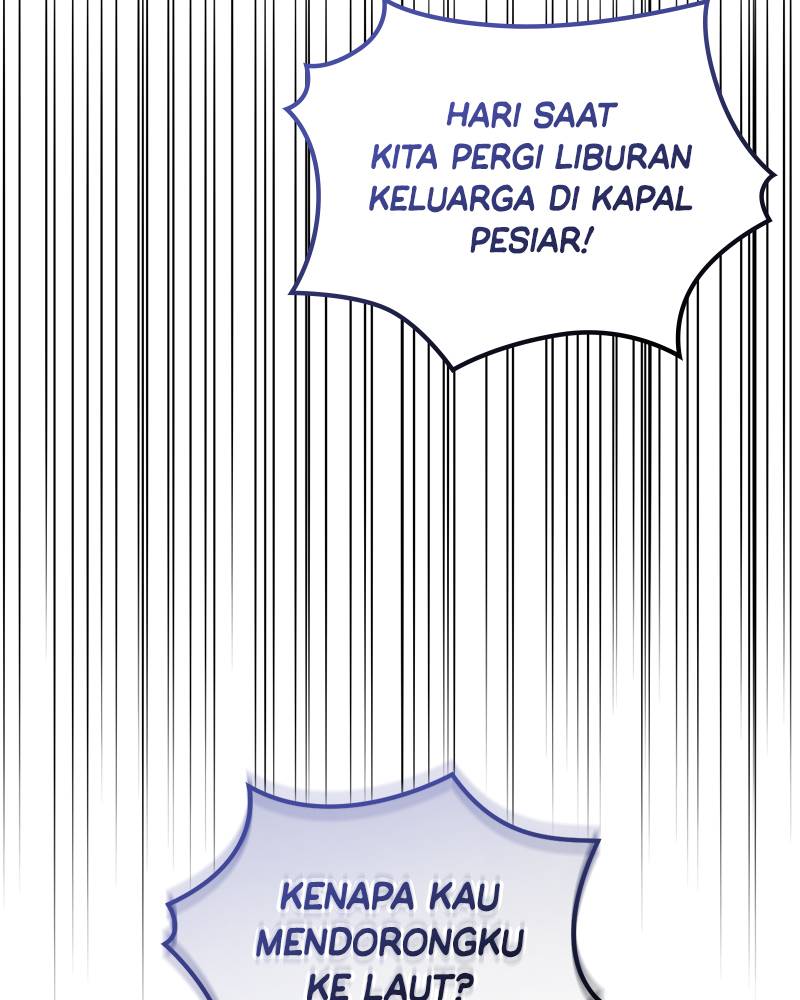 HARI SAAT
KITA PERGI LIBURAN
KELUARGA DI KAPAL
PESIAR!
KENAPA KAU
MENDORONGKU
KE LAUT?